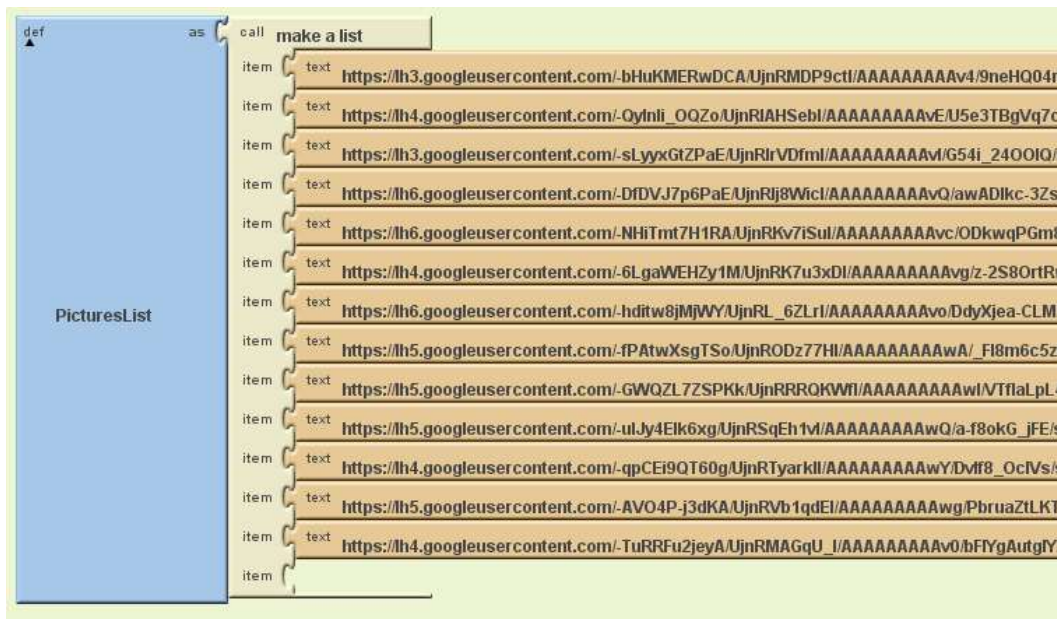 def as call make a list
item text https://lh3.googleusercontent.com/-bHuKMERwDCA/UjnRMDP9ctI/AAAAAAAAAv4/9neHQ04r
item text https://lh4.googleusercontent.com/-QyInli_OQZo/UjnRIAHSebI/AAAAAAAAAvE/U5e3TBgVq7c
item text https://lh3.googleusercontent.com/-sLyyxGtZPaE/UjnRIrVDfmI/AAAAAAAAAvI/G54i_24OOIQ/
item text https://lh6.googleusercontent.com/-DfDVJ7p6PaE/UjnRIj8WicI/AAAAAAAAAvQ/awADIkc-3Zs
item text https://lh6.googleusercontent.com/-NHiTmt7H1RA/UjnRKv7iSuI/AAAAAAAAAvc/ODkwqPGm8
item text https://lh4.googleusercontent.com/-6LgaWEHZy1M/UjnRK7u3xDI/AAAAAAAAAvg/z-2S8OrtR
PicturesList
item text https://lh6.googleusercontent.com/-hditw8jMjWY/UjnRL_6ZLrI/AAAAAAAAAvo/DdyXjea-CLM
item text https://lh5.googleusercontent.com/-fPAtwXsgTSo/UjnRODz77HI/AAAAAAAAAwA/_FI8m6c5z
item text https://lh5.googleusercontent.com/-GWQZL7ZSPKk/UjnRRRQKWfI/AAAAAAAAAwI/VTflaLpL
item text https://lh5.googleusercontent.com/-uIJy4Elk6xg/UjnRSqEh1vI/AAAAAAAAAwQ/a-f8okG_jFE/s
item text https://lh4.googleusercontent.com/-qpCEi9QT60g/UjnRTyarkII/AAAAAAAAAwY/DvIf8_OcIVs/s
item text https://lh5.googleusercontent.com/-AVO4P-j3dKA/UjnRVb1qdEI/AAAAAAAAAwg/PbruaZtLKT
item text https://lh4.googleusercontent.com/-TuRRFu2jeyA/UjnRMAGqU_I/AAAAAAAAAv0/bFlYgAutgIY
item